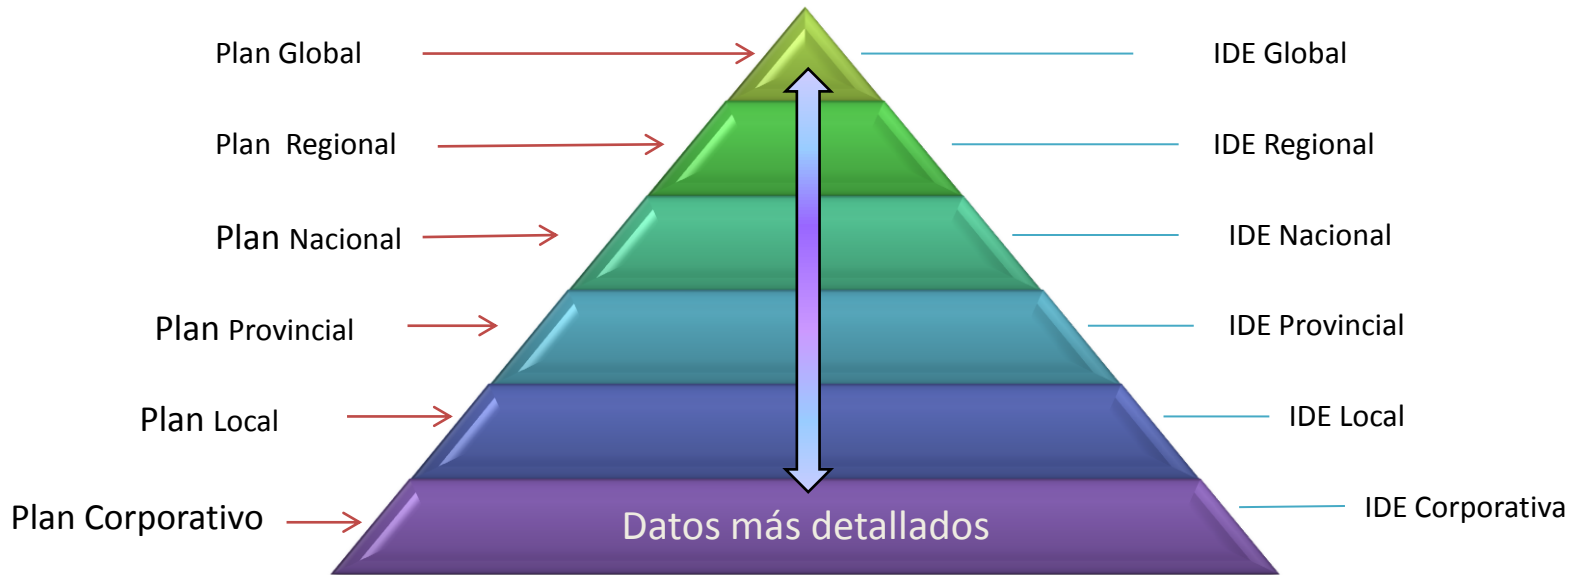 Plan Global
IDE Global
Plan Regional
IDE Regional
Plan Nacional
IDE Nacional
Plan Provincial
IDE Provincial
Plan Local
IDE Local
Plan Corporativo
IDE Corporativa
Datos más detallados